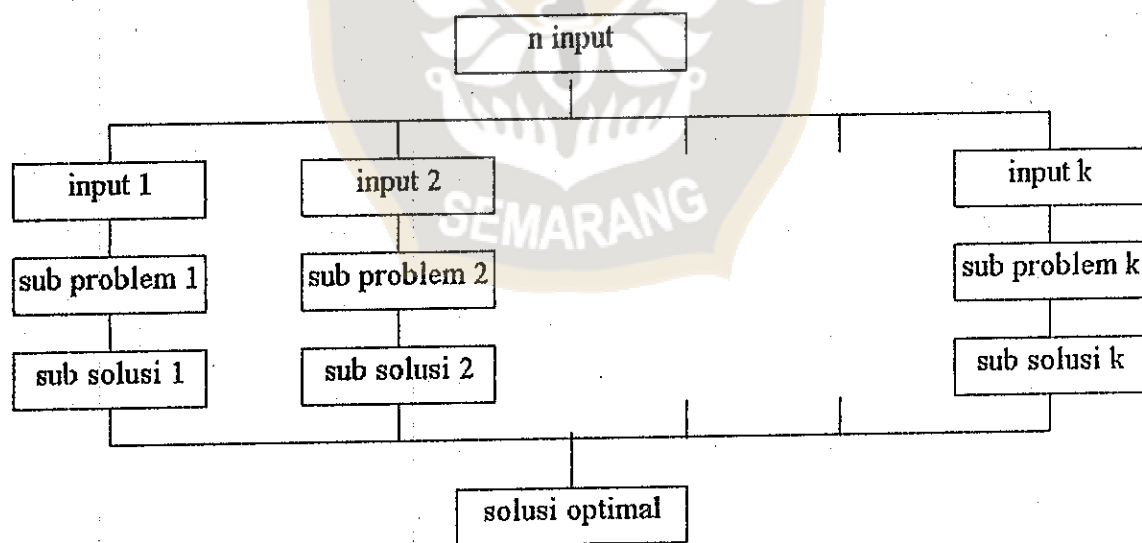 n input
input 1
input 2
input k
SEMARANG
sub problem 1
sub problem 2
sub problem k
sub solusi 1
sub solusi 2
sub solusi k
solusi optimal